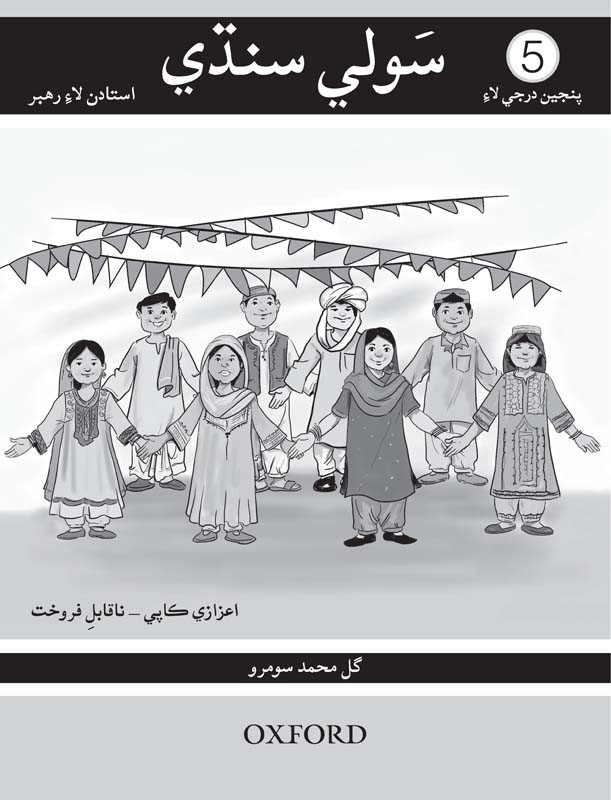 سَولي سنڌي
5
پنجين درجي لاءِ
استادن لاءِ رهبر
اعزازي ڪاپي – ناقابلِ فروخت
گل محمد سومرو
OXFORD